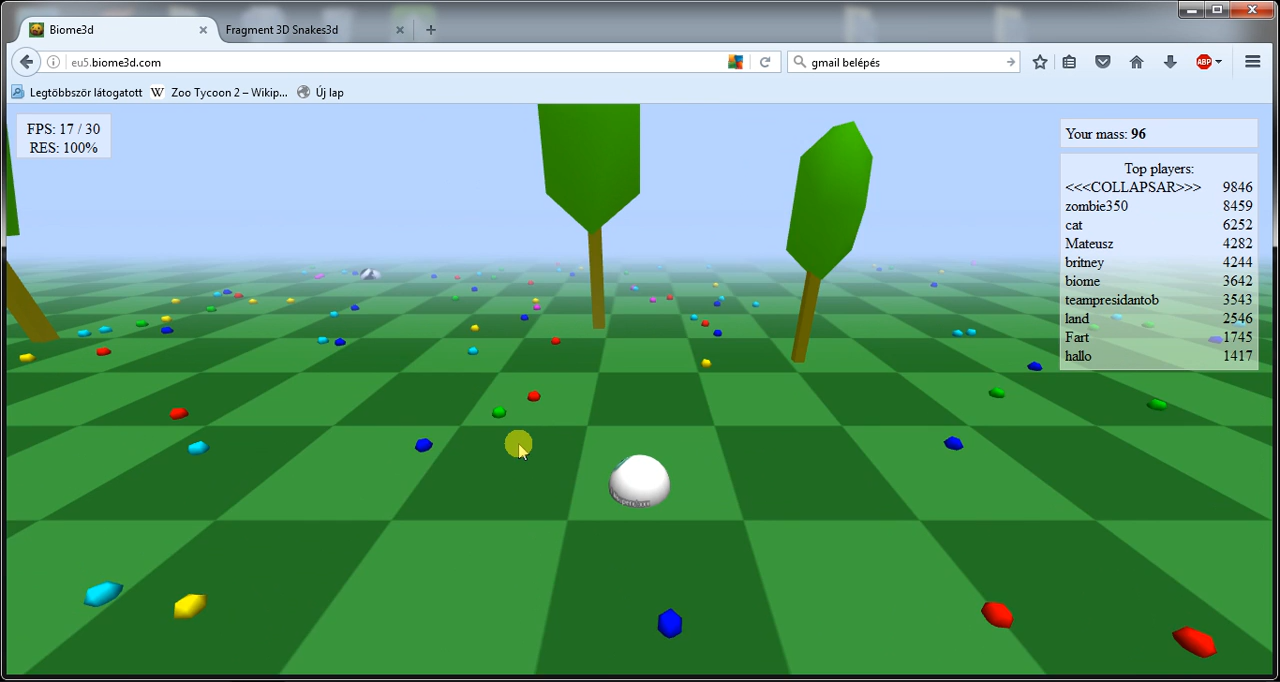 Biome3d
Fragment 3D Snakes3d
eu5.biome3d.com
gmail belépés
ABP
Legtöbbször látogatott
W Zoo Tycoon 2 – Wikip...
Új lap
FPS: 17 / 30
RES: 100%
Your mass: 96
Top players:
<<<COLLAPSAR>>> 9846
zombie350 8459
cat 6252
Mateusz 4282
britney 4244
biome 3642
teampresidantob 3543
land 2546
Fart 1745
hallo 1417